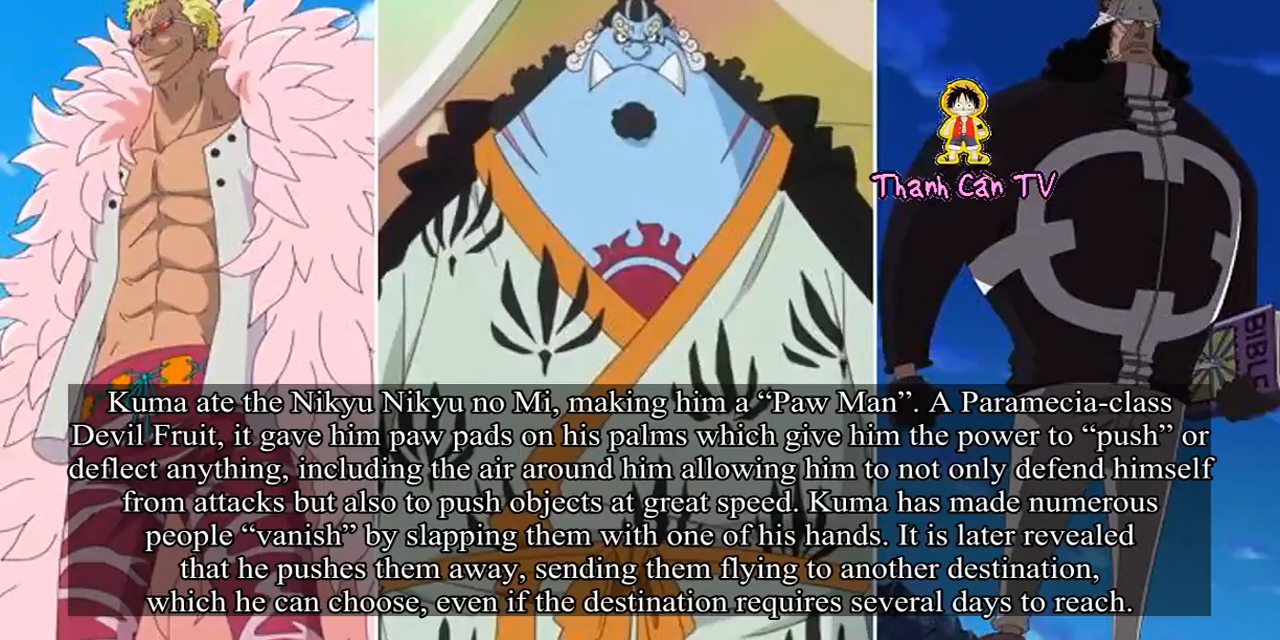 Thanh Cân TV
BIBLE
Kuma ate the Nikyu Nikyu no Mi, making him a “Paw Man”. A Paramecia-class
Devil Fruit, it gave him paw pads on his palms which give him the power to “push” or
deflect anything, including the air around him allowing him to not only defend himself
from attacks but also to push objects at great speed. Kuma has made numerous
people “vanish” by slapping them with one of his hands. It is later revealed
that he pushes them away, sending them flying to another destination,
which he can choose, even if the destination requires several days to reach.